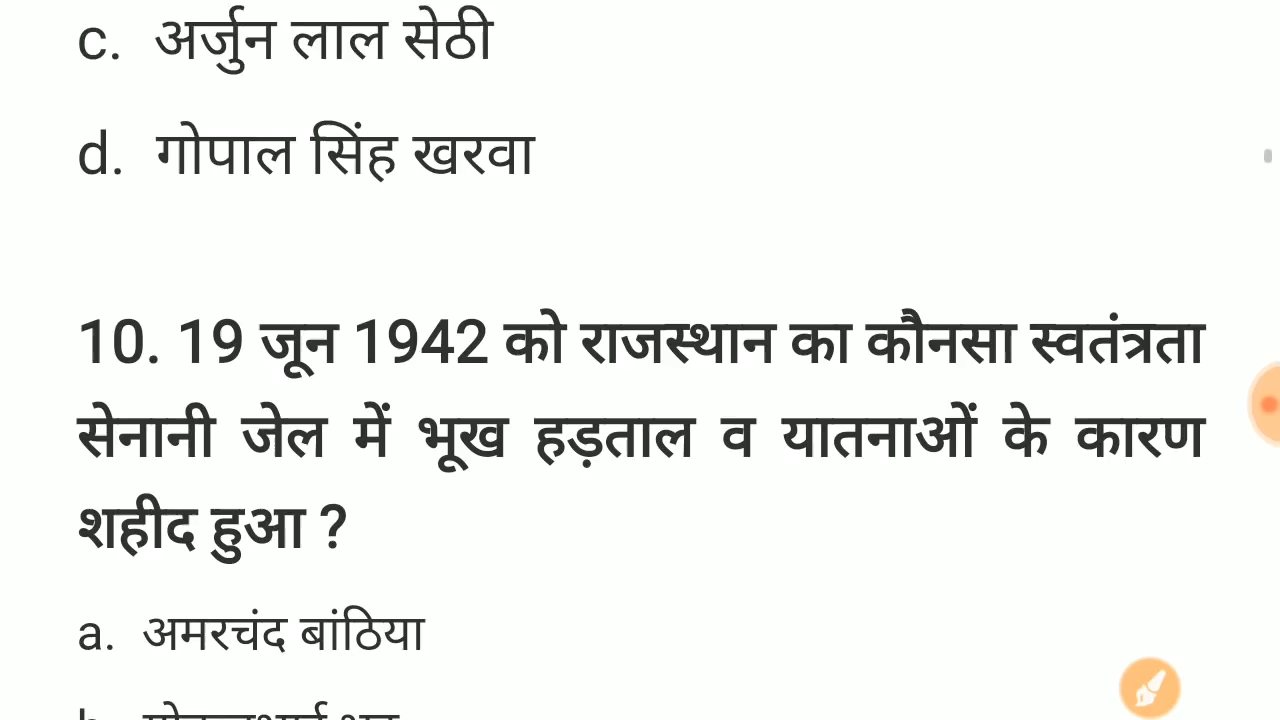 c. अर्जुन लाल सेठी
d. गोपाल सिंह खरवा
10. 19 जून 1942 को राजस्थान का कौनसा स्वतंत्रता
सेनानी जेल में भूख हड़ताल व यातनाओं के कारण
शहीद हुआ ?
a. अमरचंद बांठिया